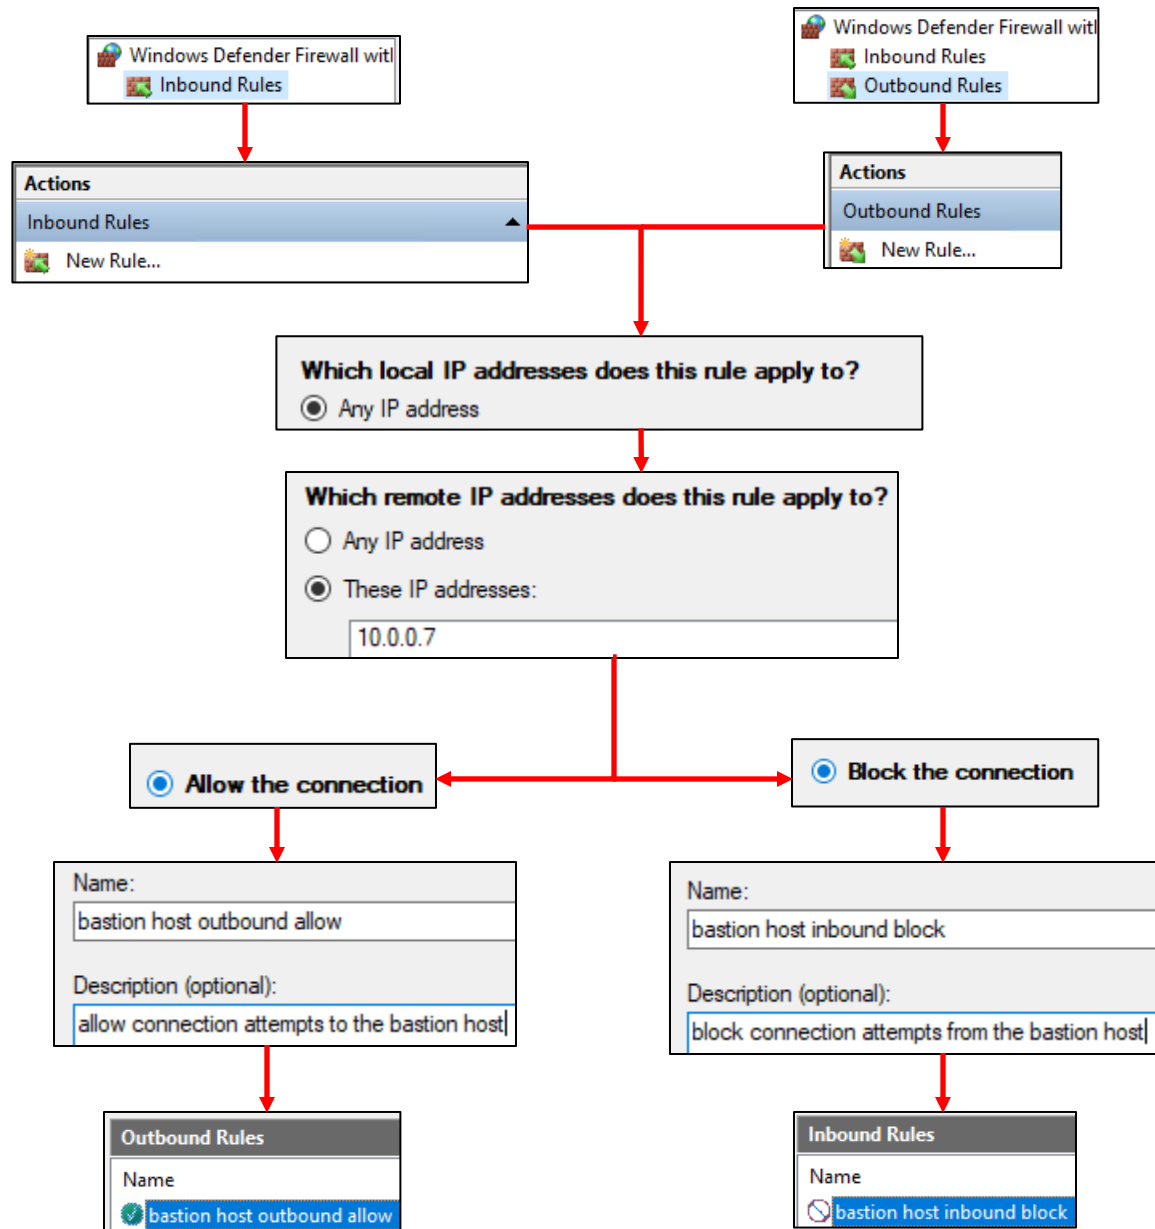 Windows Defender Firewall witl
Inbound Rules
Windows Defender Firewall witl
Inbound Rules
Outbound Rules
Actions
Inbound Rules
New Rule...
Actions
Outbound Rules
New Rule...
Which local IP addresses does this rule apply to?
Any IP address
Which remote IP addresses does this rule apply to?
Any IP address
These IP addresses:
10.0.0.7
Allow the connection
Block the connection
Name:
bastion host outbound allow
Description (optional):
allow connection attempts to the bastion host
Name:
bastion host inbound block
Description (optional):
block connection attempts from the bastion host
Outbound Rules
Name
bastion host outbound allow
Inbound Rules
Name
bastion host inbound block